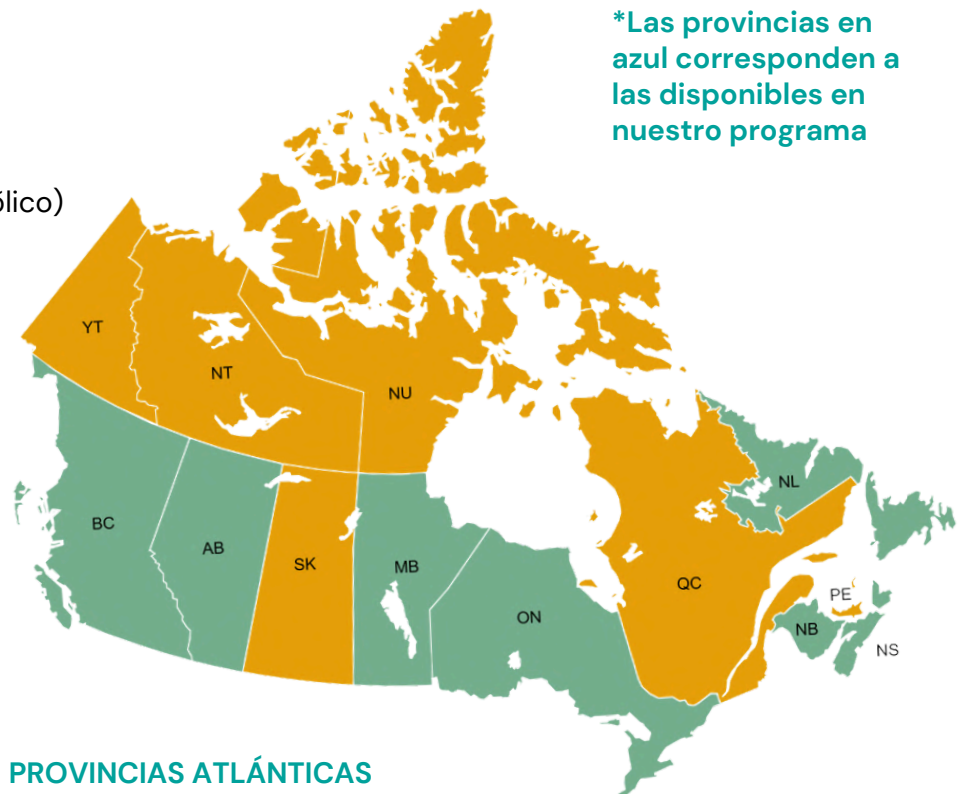 *Las provincias en
azul corresponden a
las disponibles en
nuestro programa
ólico)
YT
NT
NU
BC
AB
SK
MB
ON
QC
NL
PE
NB
NS
PROVINCIAS ATLÁNTICAS